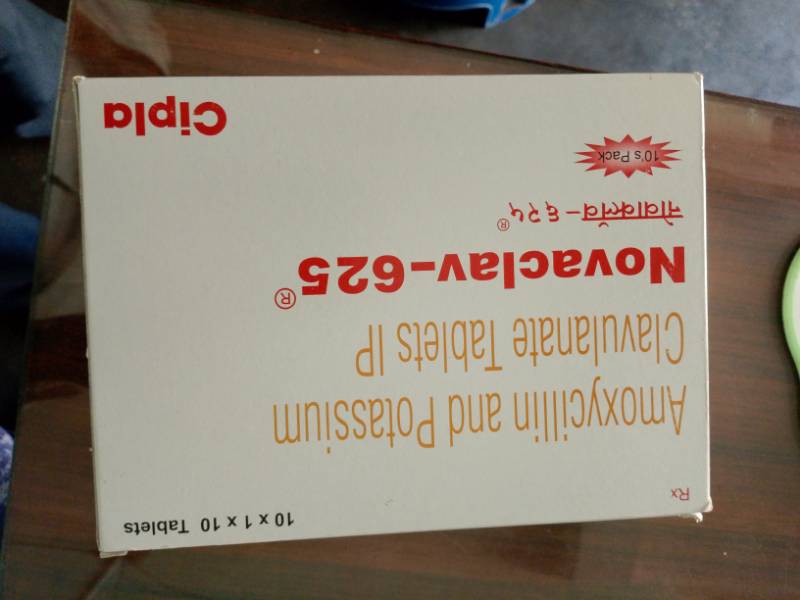 Rx
10 x 1 x 10 Tablets
Amoxycillin and Potassium
Clavulanate Tablets IP
Novaclav-625®
नोवाक्लॅव-६२५®
10's Pack
Cipla